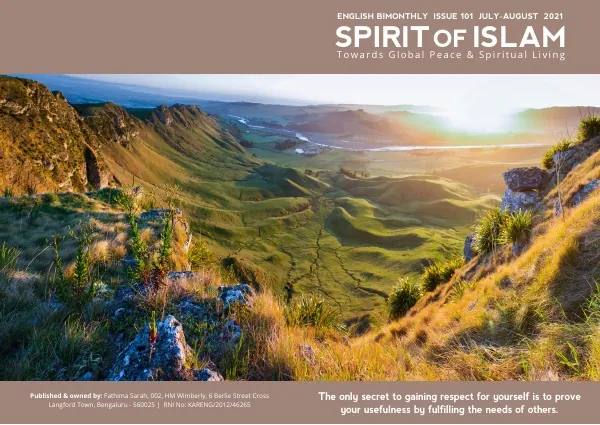 ENGLISH BIMONTHLY ISSUE 101 JULY-AUGUST 2021
SPIRIT OF ISLAM
Towards Global Peace & Spiritual Living
Published & owned by: Fathima Sarah, 002, HM Wimberly, 6 Berlie Street Cross
Langford Town, Bengaluru - 560025 | RNI No: KARENG/2012/46265
The only secret to gaining respect for yourself is to prove
your usefulness by fulfilling the needs of others.